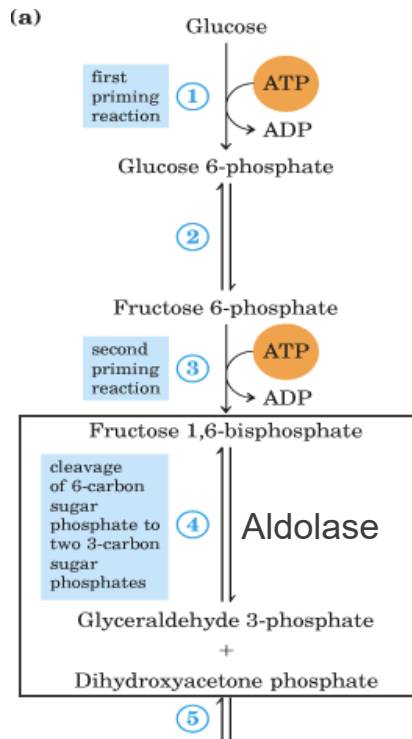 (a)
Glucose
first
priming
reaction
1
ATP
ADP
Glucose 6-phosphate
2
Fructose 6-phosphate
second
priming
reaction
3
ATP
ADP
Fructose 1,6-bisphosphate
cleavage
of 6-carbon
sugar
phosphate to
two 3-carbon
sugar
phosphates
4
Aldolase
Glyceraldehyde 3-phosphate
+
Dihydroxyacetone phosphate
5